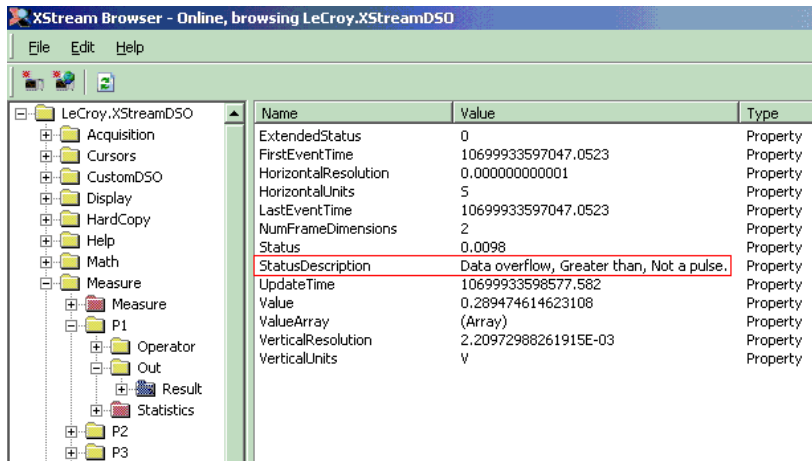 XStream Browser - Online, browsing LeCroy.XStreamDSO
File Edit Help
LeCroy.XStreamDSO
Acquisition
Cursors
CustomDSO
Display
HardCopy
Help
Math
Measure
Measure
P1
Operator
Out
Result
Statistics
P2
P3
Name Value Type
ExtendedStatus 0 Property
FirstEventTime 10699933597047.0523 Property
HorizontalResolution 0.000000000001 Property
HorizontalUnits S Property
LastEventTime 10699933597047.0523 Property
NumFrameDimensions 2 Property
Status 0.0098 Property
StatusDescription Data overflow, Greater than, Not a pulse. Property
UpdateTime 10699933598577.582 Property
Value 0.289474614623108 Property
ValueArray (Array) Property
VerticalResolution 2.20972988261915E-03 Property
VerticalUnits V Property